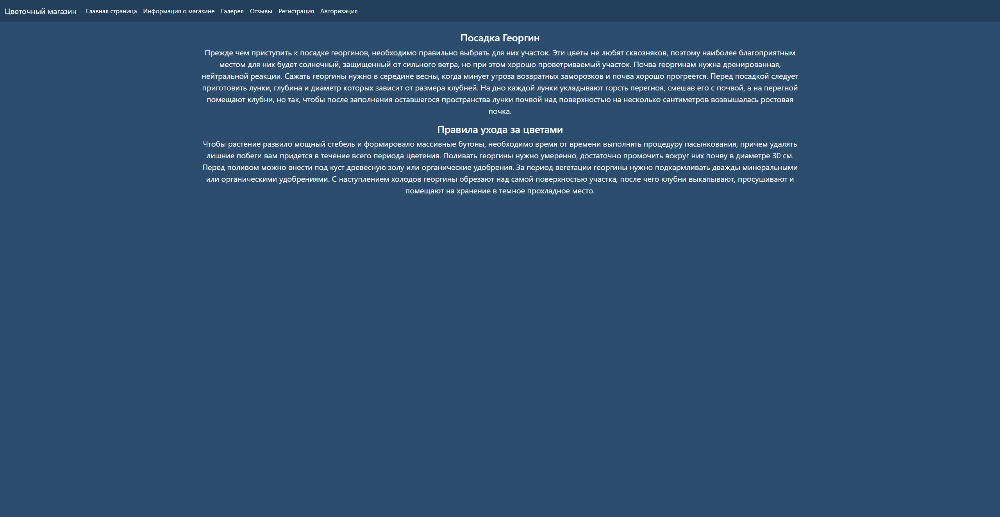 Цветочный магазин Главная страница Информация о магазине Галерея Отзывы Регистрация Авторизация
Посадка Георгин
Прежде чем приступить к посадке георгинов, необходимо правильно выбрать для них участок. Эти цветы не любят сквозняков, поэтому наиболее благоприятным
местом для них будет солнечный, защищенный от сильного ветра, но при этом хорошо проветриваемый участок. Почва георгинам нужна дренированная,
нейтральной реакции. Сажать георгины нужно в середине весны, когда минует угроза возвратных заморозков и почва хорошо прогреется. Перед посадкой следует
приготовить лунки, глубина и диаметр которых зависит от размера клубней. На дно каждой лунки укладывают горсть перегноя, смешав его с почвой, а на перегной
помещают клубни, но так, чтобы после заполнения оставшегося пространства лунки почвой над поверхностью на несколько сантиметров возвышалась ростовая
почка.
Правила ухода за цветами
Чтобы растение развило мощный стебель и формировало массивные бутоны, необходимо время от времени выполнять процедуру пасынкования, причем удалять
лишние побеги вам придется в течение всего периода цветения. Поливать георгины нужно умеренно, достаточно промочить вокруг них почву в диаметре 30 см.
Перед поливом можно внести под куст древесную золу или органические удобрения. За период вегетации георгины нужно подкармливать дважды минеральными
или органическими удобрениями. С наступлением холодов георгины обрезают над самой поверхностью участка, после чего клубни выкапывают, просушивают и
помещают на хранение в темное прохладное место.